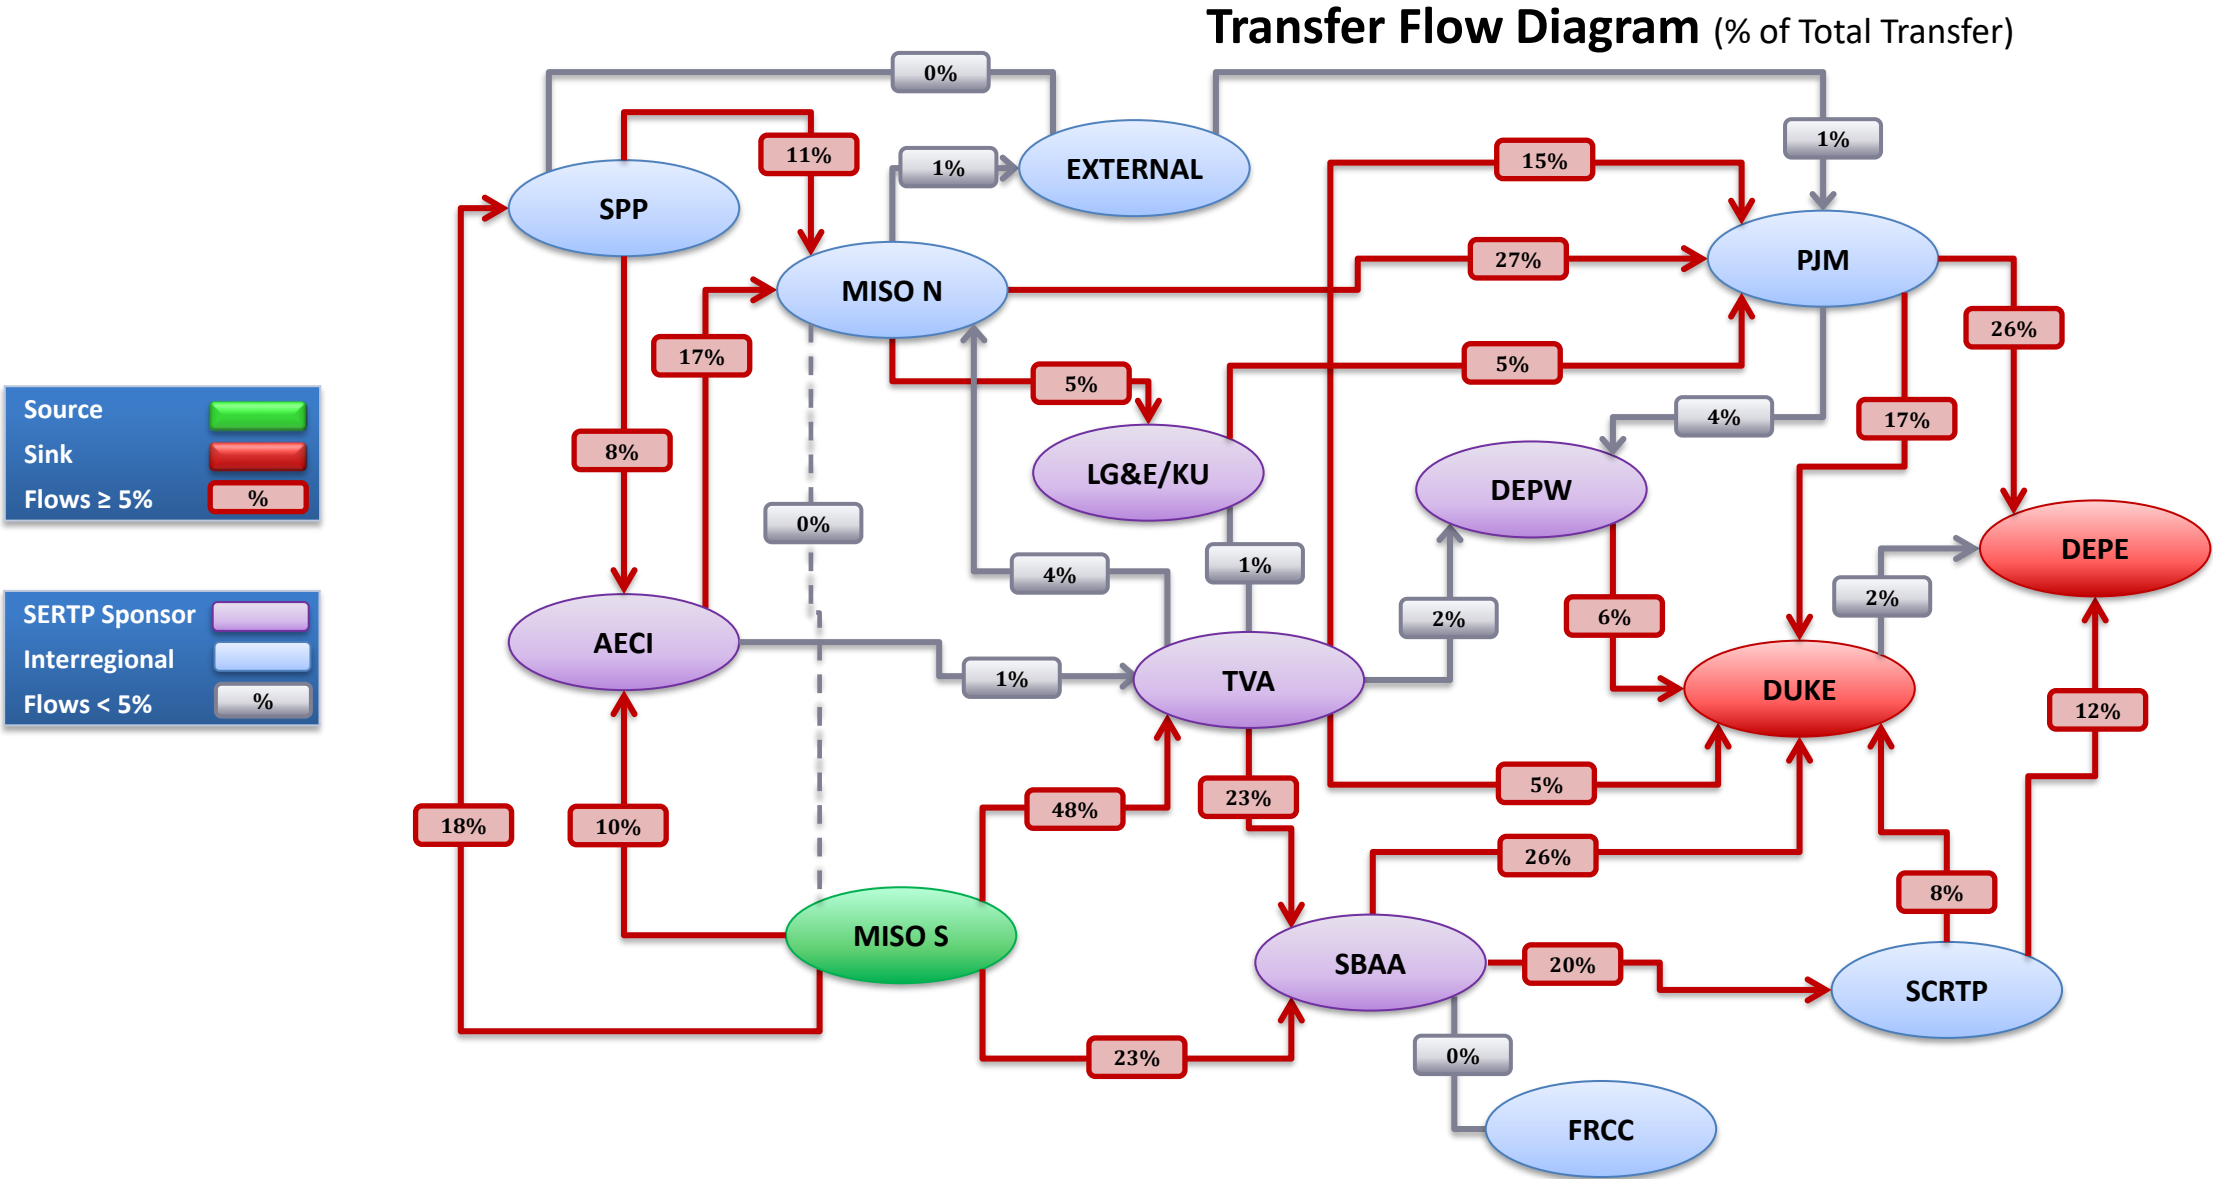 Transfer Flow Diagram (% of Total Transfer)
0%
1%
11%
15%
1%
EXTERNAL
SPP
27%
PJM
MISO N
26%
17%
5%
5%
4%
17%
Source
Sink
Flows ≥ 5% %
8%
LG&E/KU
DEPW
0%
DEPE
1%
4%
2%
2%
6%
SERTP Sponsor
Interregional
Flows < 5% %
AECI
1%
TVA
DUKE
12%
5%
23%
48%
18%
10%
26%
8%
MISO S
SBAA
20%
SCRTP
23%
0%
FRCC